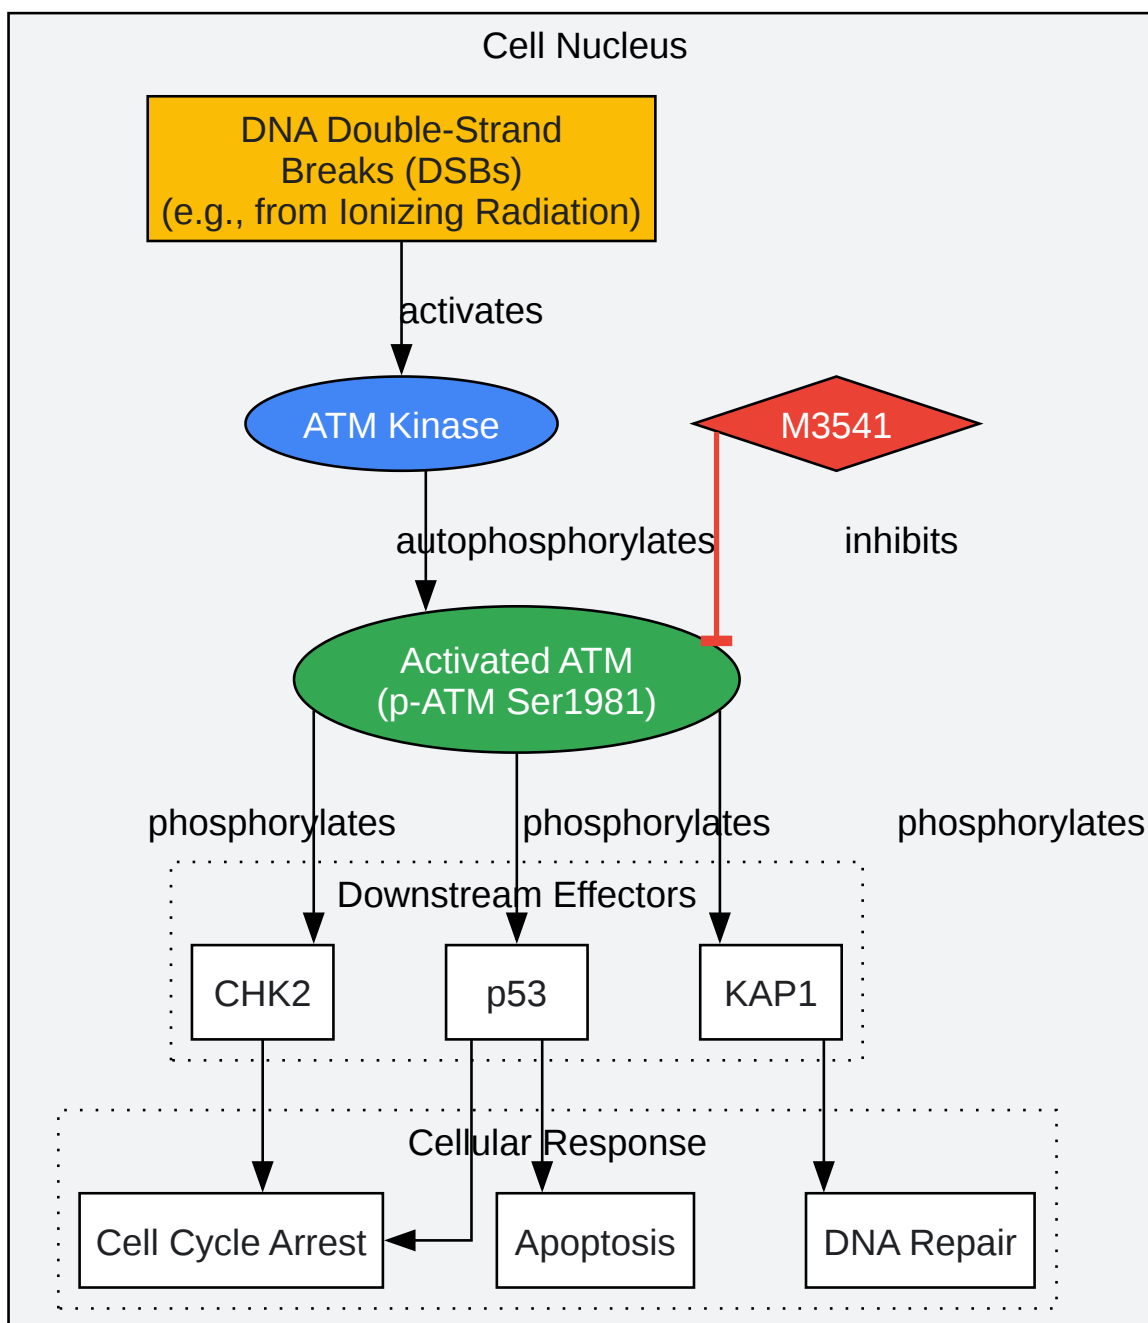 Cell Nucleus
DNA Double-Strand
Breaks (DSBs)
(e.g., from Ionizing Radiation)
activates
ATM Kinase
M3541
autophosphorylates
inhibits
Activated ATM
(p-ATM Ser1981)
phosphorylates
phosphorylates
phosphorylates
Downstream Effectors
CHK2
p53
KAP1
Cellular Response
Cell Cycle Arrest
Apoptosis
DNA Repair